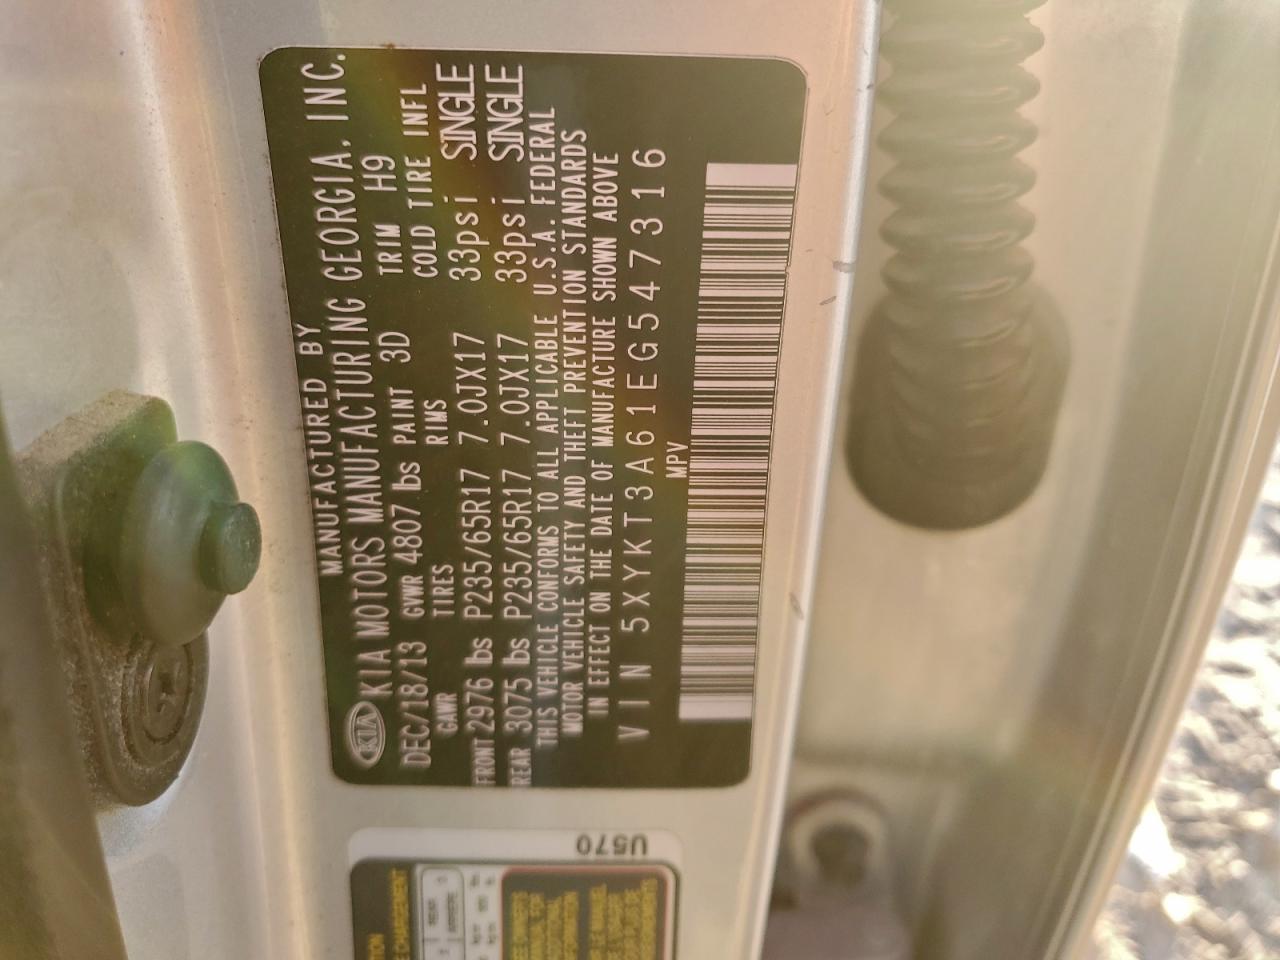 MANUFACTURED BY
KIA KIA MOTORS MANUFACTURING GEORGIA, INC.
DEC/18/13 GVWR 4807 lbs PAINT 3D TRIM H9
GAWR TIRES RIMS COLD TIRE INFL
FRONT 2976 lbs P235/65R17 7.0JX17 33psi SINGLE
REAR 3075 lbs P235/65R17 7.0JX17 33psi SINGLE
THIS VEHICLE CONFORMS TO ALL APPLICABLE U.S.A. FEDERAL
MOTOR VEHICLE SAFETY AND THEFT PREVENTION STANDARDS
IN EFFECT ON THE DATE OF MANUFACTURE SHOWN ABOVE
VIN 5XYKT3A61EG547316
MPV
U570